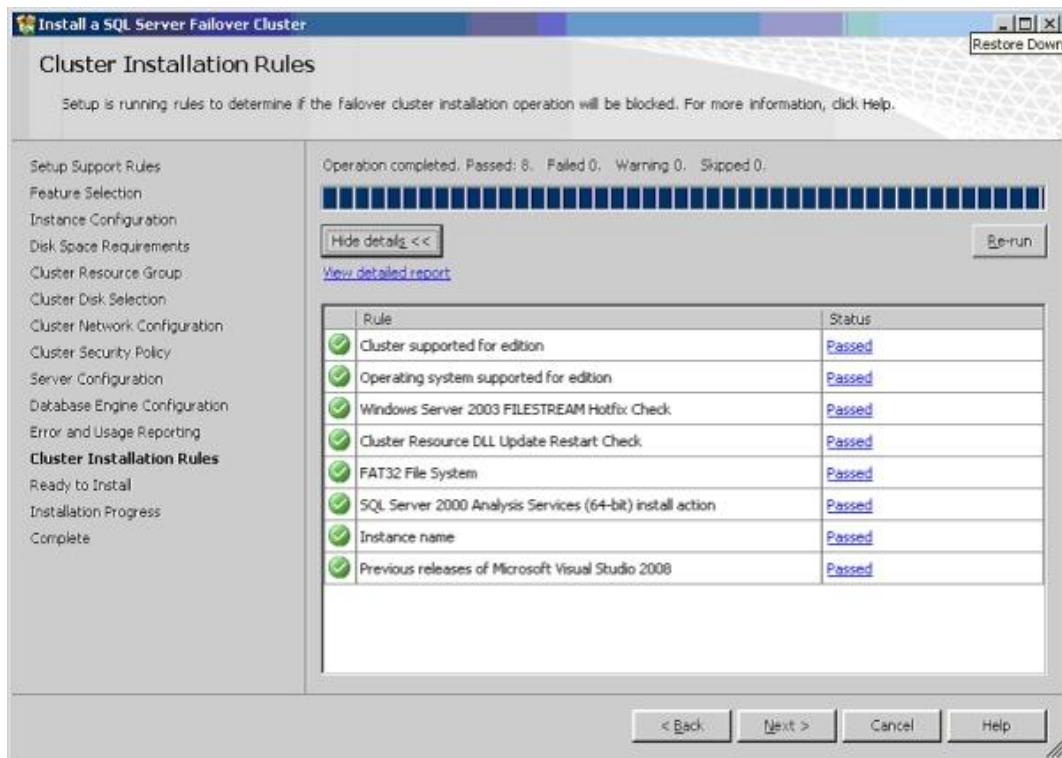 Install a SQL Server Failover Cluster
Restore Down
Cluster Installation Rules
Setup is running rules to determine if the failover cluster installation operation will be blocked. For more information, click Help.
Setup Support Rules
Feature Selection
Instance Configuration
Disk Space Requirements
Cluster Resource Group
Cluster Disk Selection
Cluster Network Configuration
Cluster Security Policy
Server Configuration
Database Engine Configuration
Error and Usage Reporting
Cluster Installation Rules
Ready to Install
Installation Progress
Complete
Operation completed. Passed: 8. Failed 0. Warning 0. Skipped 0.
Hide details <<
Re-run
View detailed report
Rule Status
Cluster supported for edition Passed
Operating system supported for edition Passed
Windows Server 2003 FILESTREAM Hotfix Check Passed
Cluster Resource DLL Update Restart Check Passed
FAT32 File System Passed
SQL Server 2000 Analysis Services (64-bit) install action Passed
Instance name Passed
Previous releases of Microsoft Visual Studio 2008 Passed
< Back Next > Cancel Help